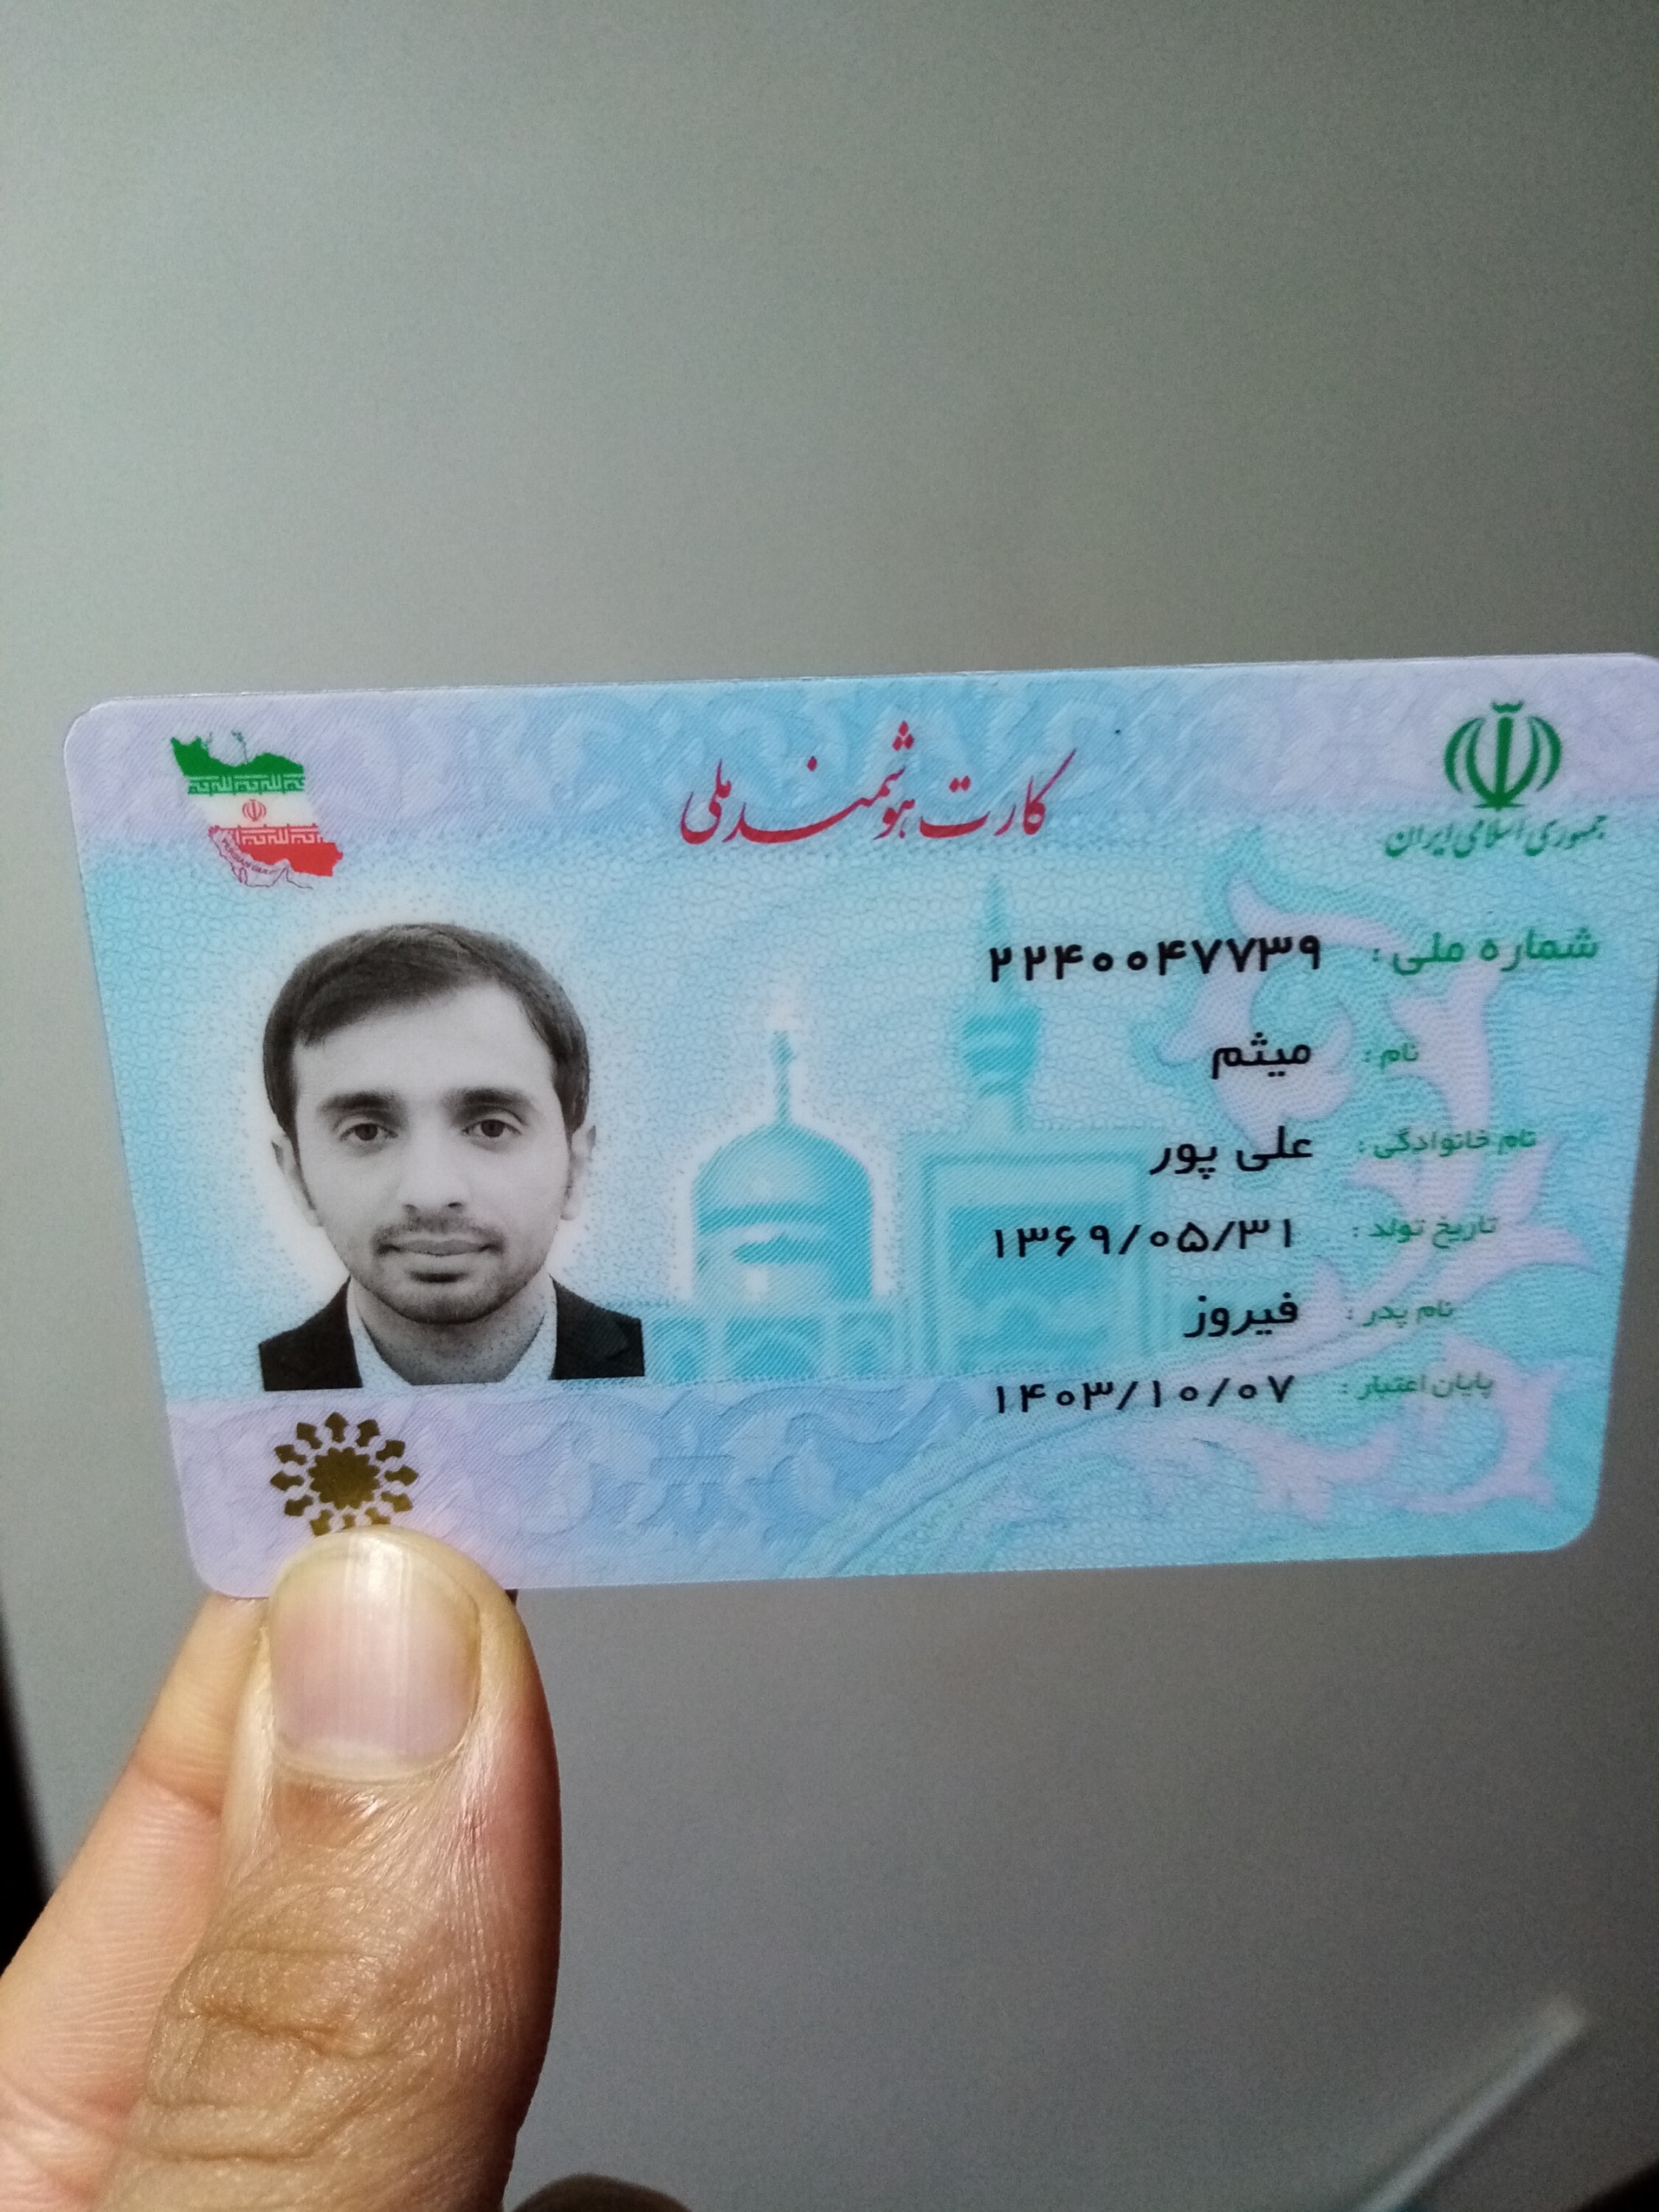 کارت هوشمند ملی
جمهوری اسلامی ایران
شماره ملی : ۲۲۴۰۰۴۷۷۳۹
نام : میثم
نام خانوادگی : علی پور
تاریخ تولد : ۱۳۶۹/۰۵/۳۱
نام پدر : فیروز
پایان اعتبار : ۱۴۰۳/۱۰/۰۷